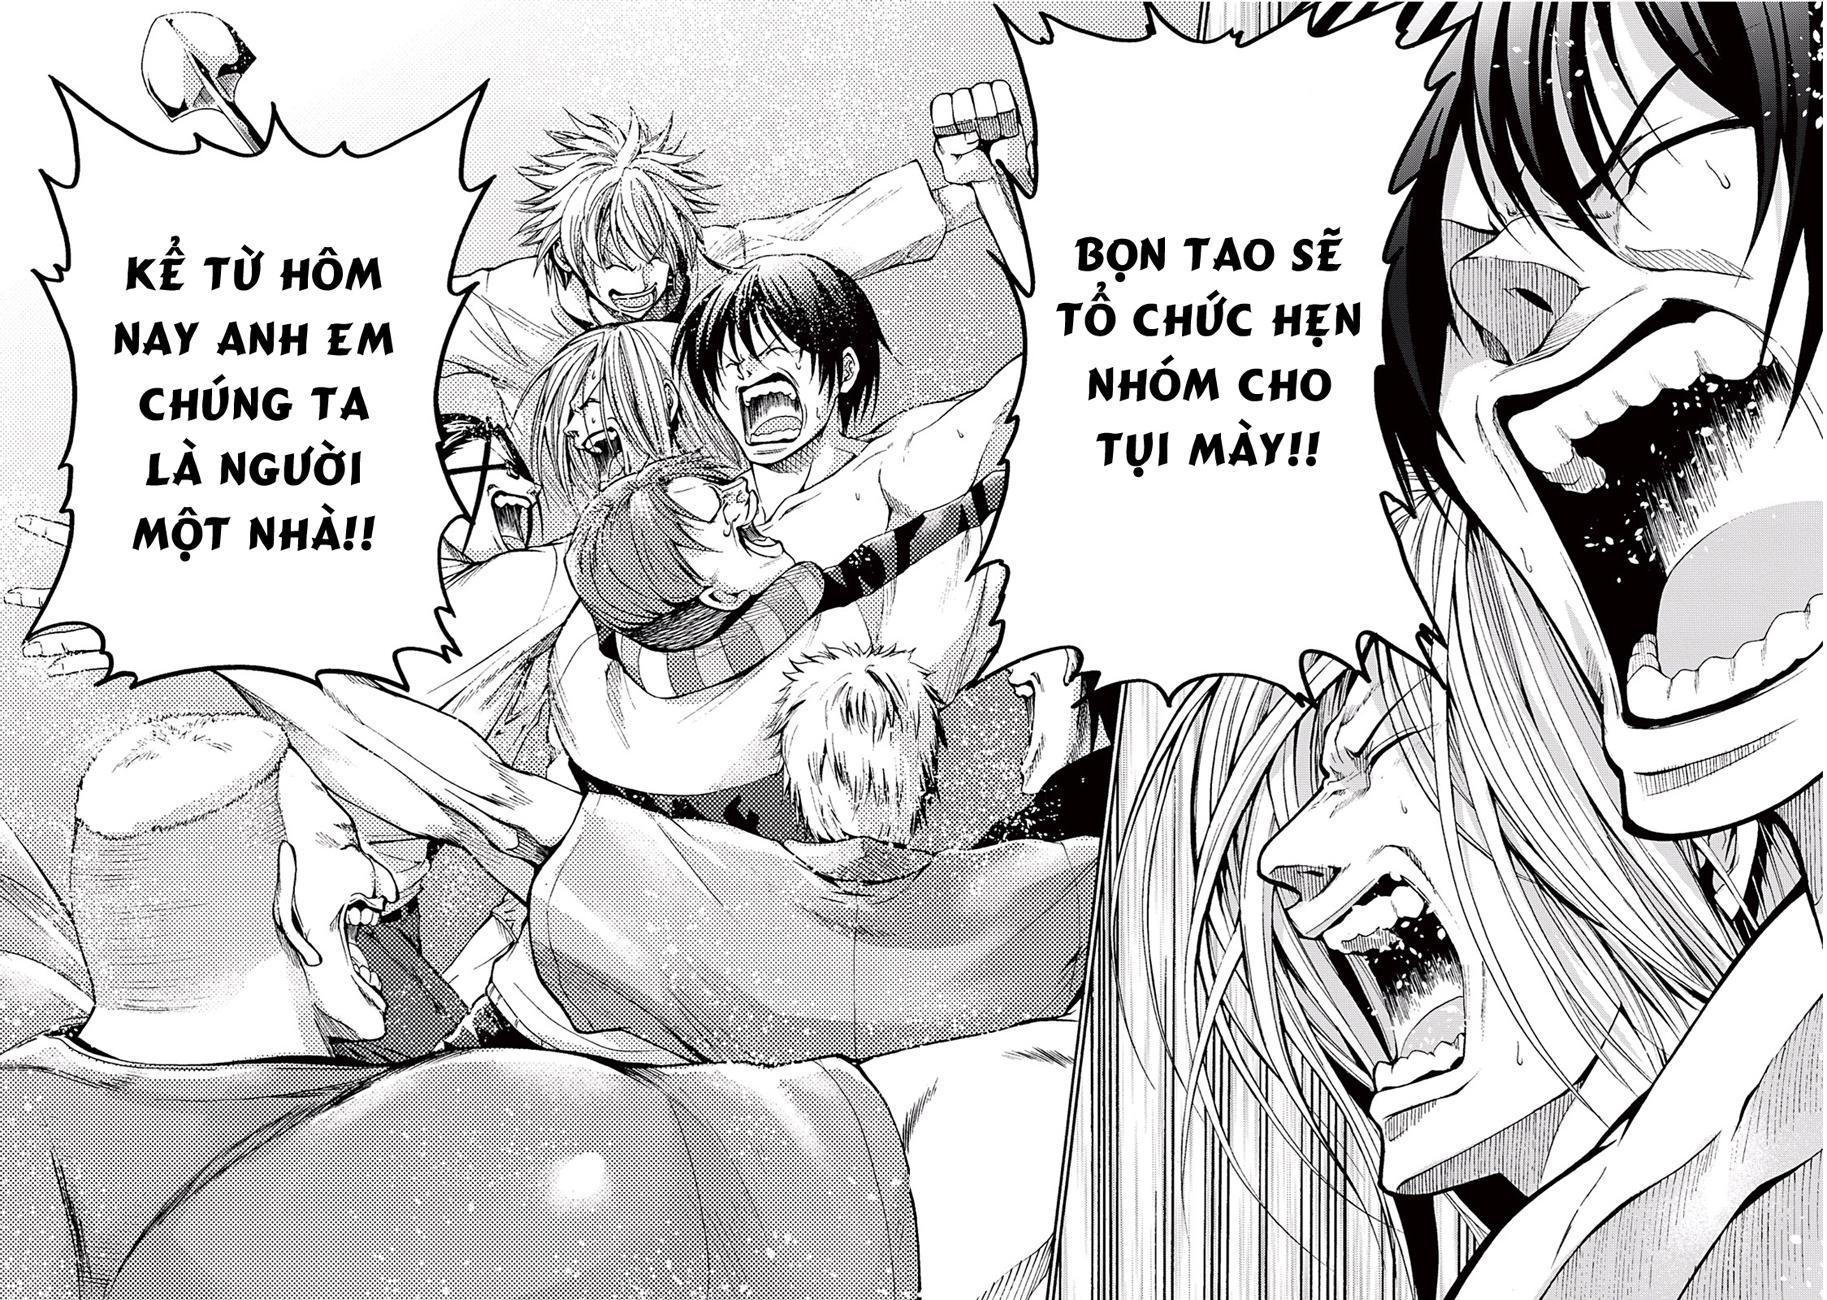 BỌN TAO SẼ
TỔ CHỨC HẸN
NHÓM CHO
TỤI MÀY!!
KỂ TỪ HÔM
NAY ANH EM
CHÚNG TA
LÀ NGƯỜI
MỘT NHÀ!!